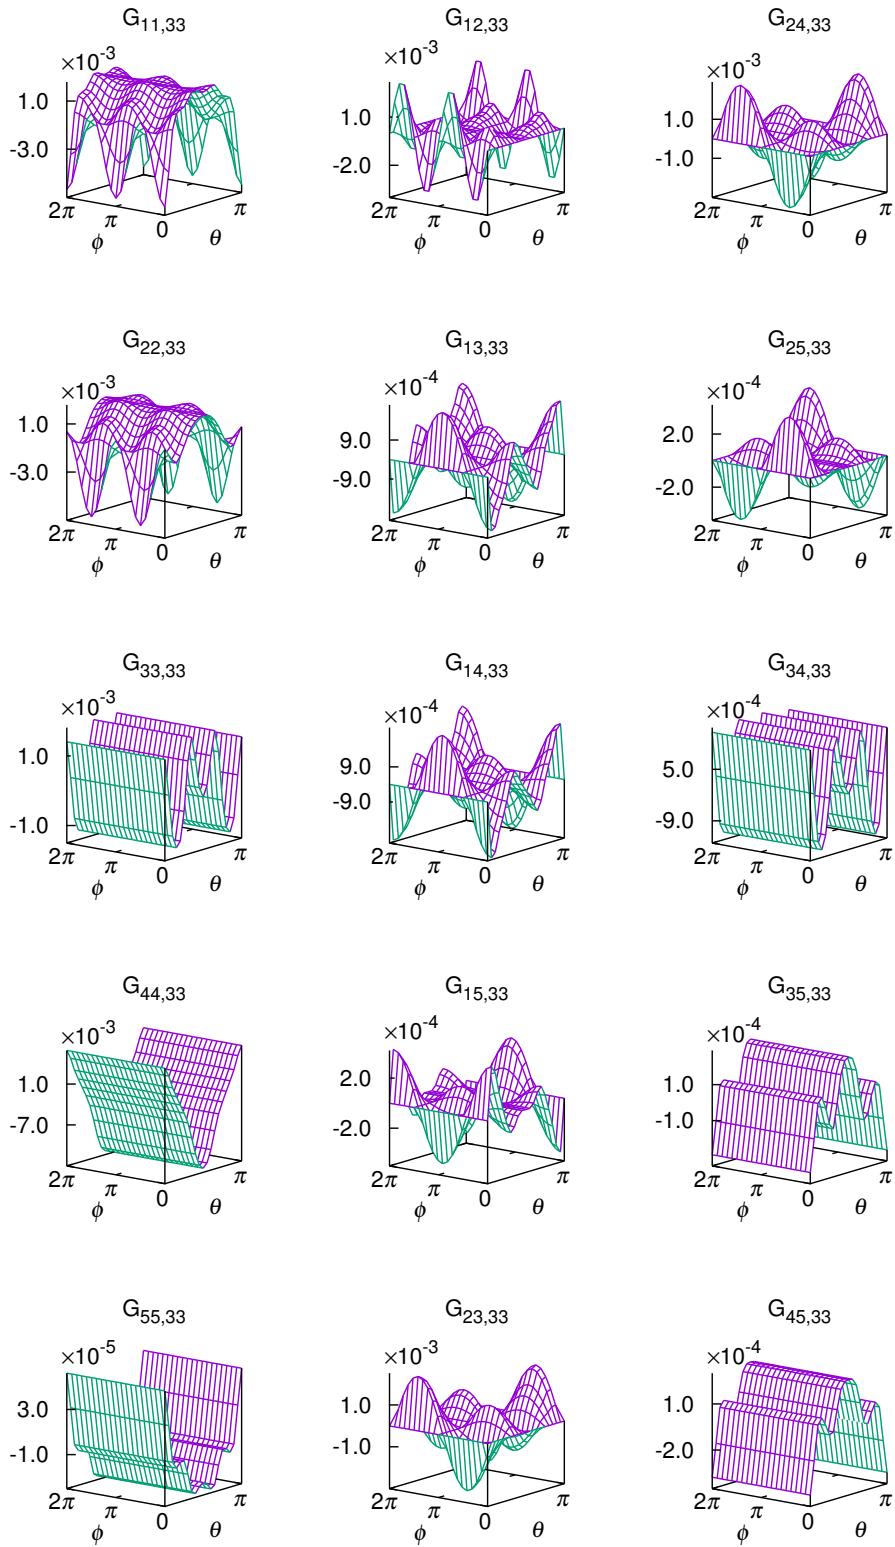 G11,33 G12,33 G24,33
×10-3 ×10-3 ×10-3
1.0 1.0 1.0
-3.0 -2.0 -1.0
2π π 0 π 2π π 0 π 2π π 0 π
ϕ θ ϕ θ ϕ θ
G22,33 G13,33 G25,33
×10-3 ×10-4 ×10-4
1.0 9.0 2.0
-3.0 -9.0 -2.0
2π π 0 π 2π π 0 π 2π π 0 π
ϕ θ ϕ θ ϕ θ
G33,33 G14,33 G34,33
×10-3 ×10-4 ×10-4
1.0 9.0 5.0
-1.0 -9.0 -9.0
2π π 0 π 2π π 0 π 2π π 0 π
ϕ θ ϕ θ ϕ θ
G44,33 G15,33 G35,33
×10-3 ×10-4 ×10-4
1.0 2.0 1.0
-7.0 -2.0 -1.0
2π π 0 π 2π π 0 π 2π π 0 π
ϕ θ ϕ θ ϕ θ
G55,33 G23,33 G45,33
×10-5 ×10-3 ×10-4
3.0 1.0 1.0
-1.0 -1.0 -2.0
2π π 0 π 2π π 0 π 2π π 0 π
ϕ θ ϕ θ ϕ θ